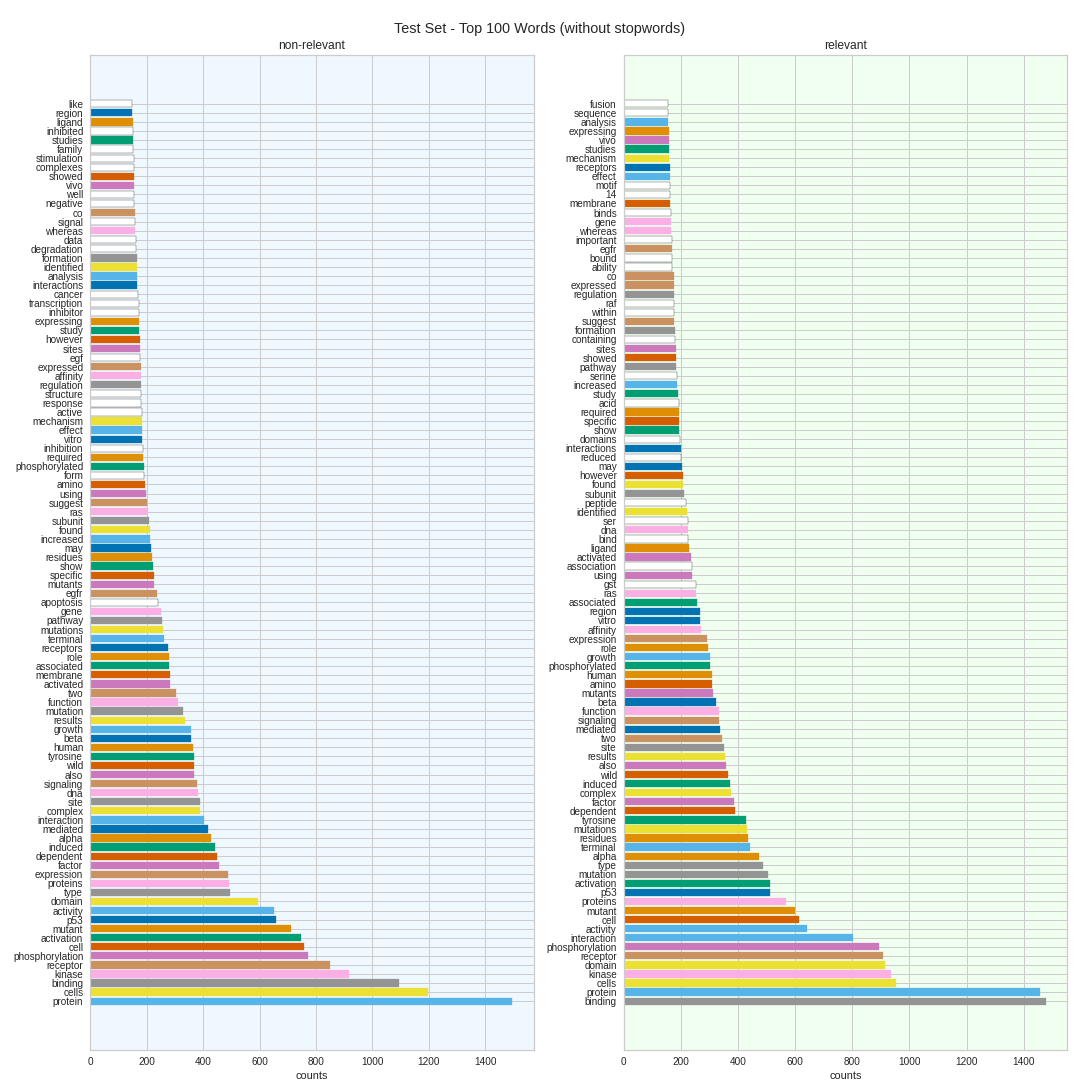 Test Set - Top 100 Words (without stopwords)
non-relevant
like
region
ligand
inhibited
studies
family
stimulation
complexes
showed
vivo
well
negative
co
signal
whereas
data
degradation
formation
identified
analysis
interactions
cancer
transcription
inhibitor
expressing
study
however
sites
egf
expressed
affinity
regulation
structure
response
active
mechanism
effect
vitro
inhibition
required
phosphorylated
form
amino
using
suggest
ras
subunit
found
increased
may
residues
show
specific
mutants
egfr
apoptosis
gene
pathway
mutations
terminal
receptors
role
associated
membrane
activated
two
function
mutation
results
growth
beta
human
tyrosine
wild
also
signaling
dna
site
complex
interaction
mediated
alpha
induced
dependent
factor
expression
proteins
type
domain
activity
p53
mutant
activation
cell
phosphorylation
receptor
kinase
binding
cells
protein
0 200 400 600 800 1000 1200 1400
counts
relevant
fusion
sequence
analysis
expressing
vivo
studies
mechanism
receptors
effect
motif
14
membrane
binds
gene
whereas
important
egfr
bound
ability
co
expressed
regulation
raf
within
suggest
formation
containing
sites
showed
pathway
serine
increased
study
acid
required
specific
show
domains
interactions
reduced
may
however
found
subunit
peptide
identified
ser
dna
bind
ligand
activated
association
using
gst
ras
associated
region
vitro
affinity
expression
role
growth
phosphorylated
human
amino
mutants
beta
function
signaling
mediated
two
site
results
also
wild
induced
complex
factor
dependent
tyrosine
mutations
residues
terminal
alpha
type
mutation
activation
p53
proteins
mutant
cell
activity
interaction
phosphorylation
receptor
domain
kinase
cells
protein
binding
0 200 400 600 800 1000 1200 1400
counts